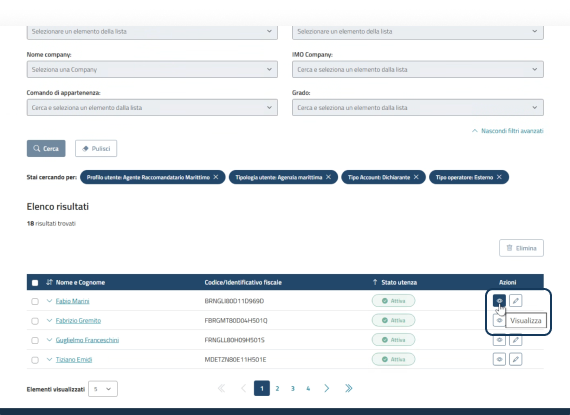 Selezionare un elemento della lista
Selezionare un elemento della lista
Nome company:
IMO Company:
Seleziona una Company
Cerca e seleziona un elemento dalla lista
Comando di appartenenza:
Grado:
Cerca e seleziona un elemento dalla lista
Cerca e seleziona un elemento dalla lista
Nascondi filtri avanzati
Cerca
Pulisci
Stai cercando per: Profilo utente: Agente Raccomandatario Marittimo Tipologia utente: Agenzia marittima Tipo Account: Dichiarante Tipo operatore: Esterno
Elenco risultati
18 risultati trovati
Elimina
Nome e Cognome Codice/Identificativo fiscale Stato utenza Azioni
Fabio Marini BRNGLI80D11D969D Attiva
Fabrizio Gremito FBRGMT80D04H501Q Attiva
Visualizza
Guglielmo Franceschini FRNGLL80H09H501S Attiva
Tiziano Emidi MDETZN80E11H501E Attiva
Elementi visualizzati 5 1 2 3 4